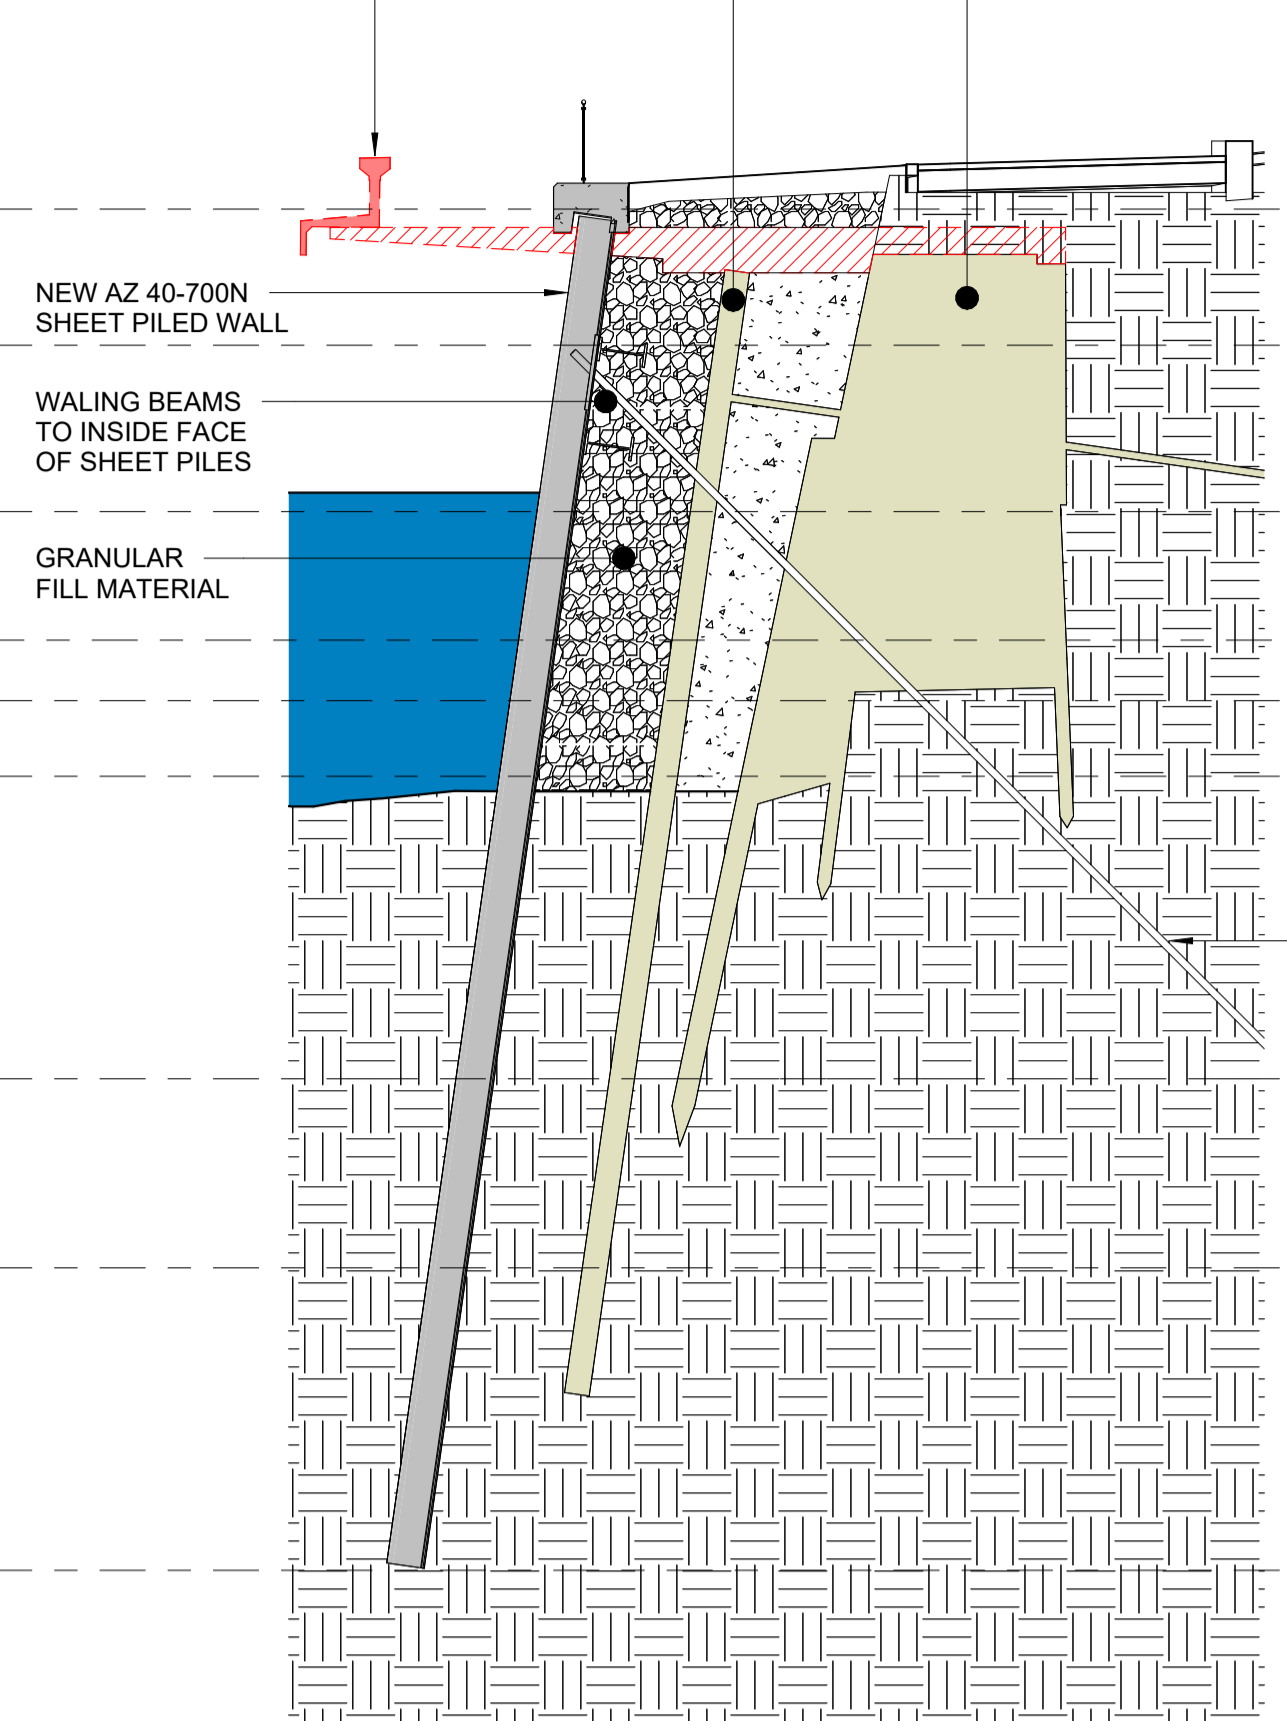 NEW AZ 40-700N
SHEET PILED WALL
WALING BEAMS
TO INSIDE FACE
OF SHEET PILES
GRANULAR
FILL MATERIAL